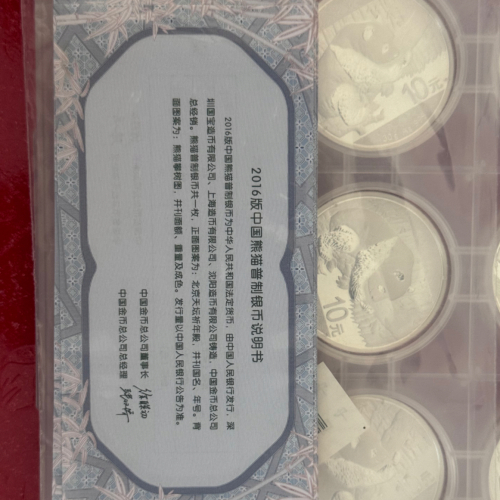 2016版中国熊猫普制银币说明书
2016版中国熊猫普制银币为中华人民共和国法定货币，由中国人民银行发行，深
圳国宝造币有限公司、上海造币有限公司、沈阳造币有限公司铸造，中国金币总公司
总经销。熊猫普制银币共一枚，正面图案为：北京天坛祈年殿，并刊国名、年号。背
面图案为：熊猫攀树图，并刊面额、重量及成色。发行量以中国人民银行公告为准。
中国金币总公司董事长
中国金币总公司总经理
10元
10元